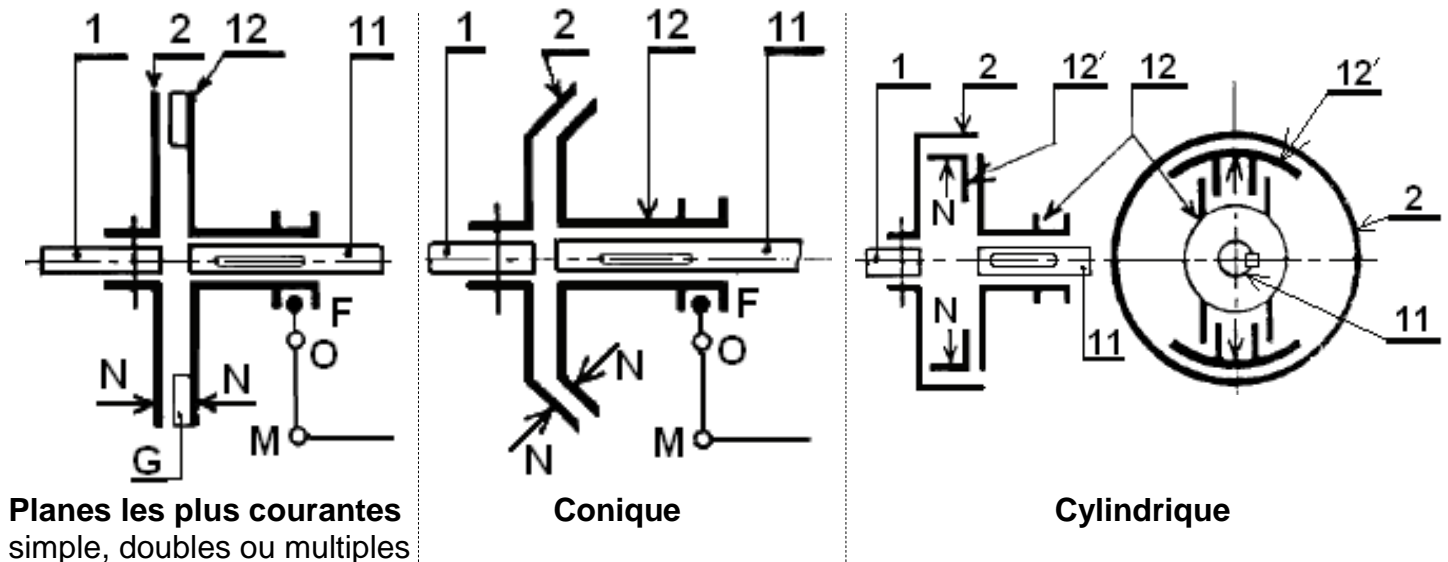 1 2 12 11
N N F
O
M
G
Planes les plus courantes
simple, doubles ou multiples
1 2 12 11
F
O
N
M
N
Conique
1 2 12′ 12 12′
N
2
N
11 11
Cylindrique